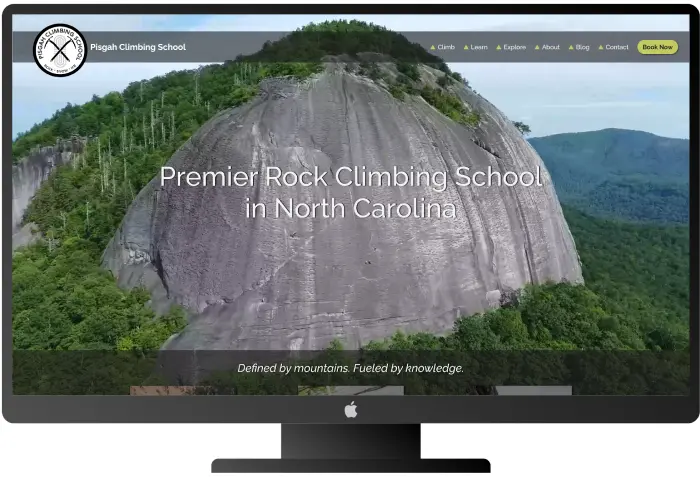 PISGAH CLIMBING SCHOOL
Pisgah Climbing School
Climb
Learn
Explore
About
Blog
Contact
Book Now
Premier Rock Climbing School
in North Carolina
Defined by mountains. Fueled by knowledge.